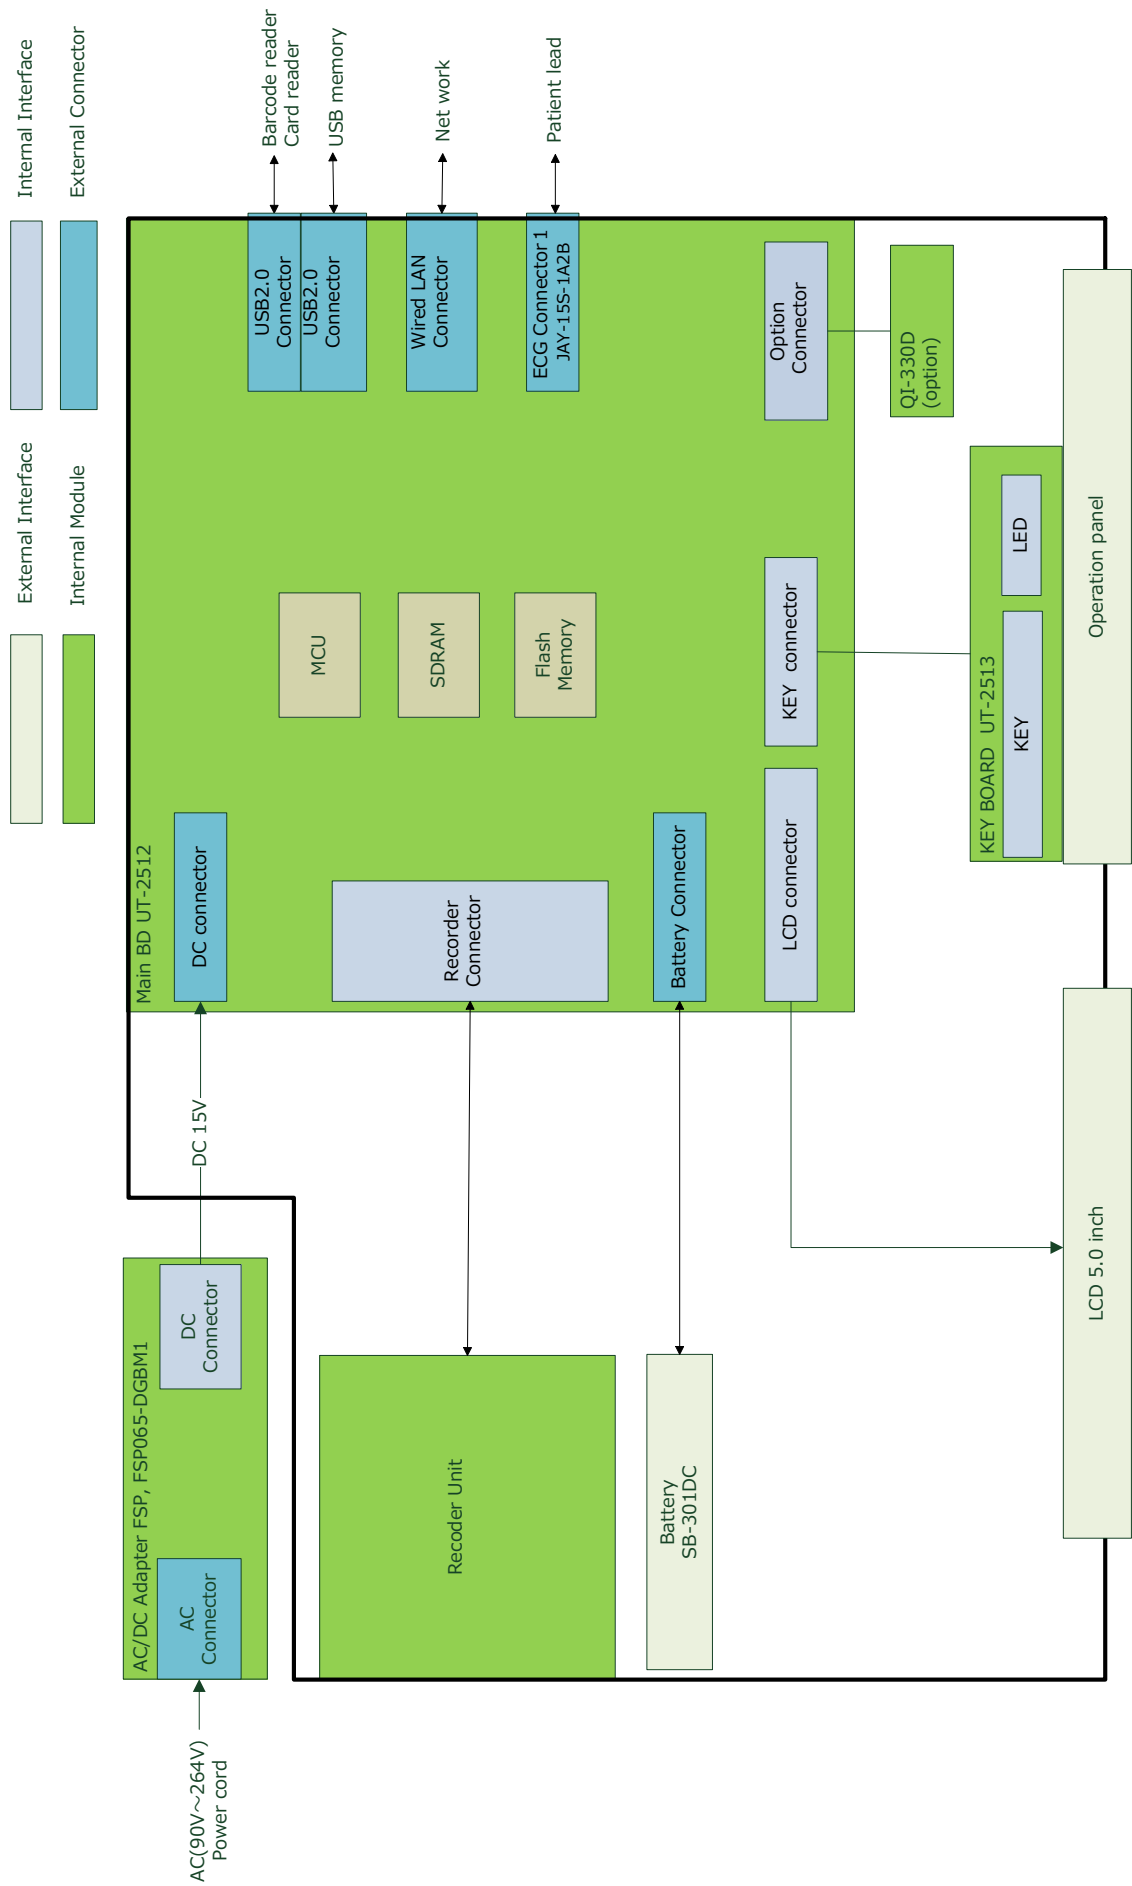 External Interface
Internal Interface
Internal Module
External Connector
AC(90V～264V)
Power cord
AC/DC Adapter FSP, FSP065-DGBM1
AC
Connector
DC
Connector
DC 15V
Main BD UT-2512
DC connector
MCU
SDRAM
Flash
Memory
USB2.0
Connector
USB2.0
Connector
Barcode reader
Card reader
USB memory
Wired LAN
Connector
Net work
ECG Connector 1
JAY-15S-1A2B
Patient lead
Recoder Unit
Recorder
Connector
Battery
SB-301DC
Battery Connector
LCD connector
KEY  connector
Option
Connector
QI-330D
(option)
KEY BOARD  UT-2513
KEY
LED
LCD 5.0 inch
Operation panel